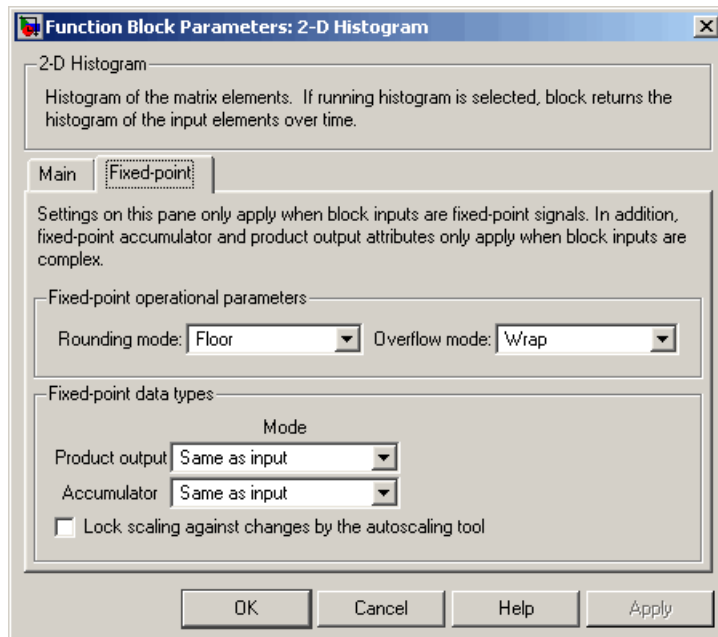 Function Block Parameters: 2-D Histogram
2-D Histogram
Histogram of the matrix elements.  If running histogram is selected, block returns the
histogram of the input elements over time.
Main Fixed-point
Settings on this pane only apply when block inputs are fixed-point signals. In addition,
fixed-point accumulator and product output attributes only apply when block inputs are
complex.
Fixed-point operational parameters
Rounding mode: Floor Overflow mode: Wrap
Fixed-point data types
Mode
Product output Same as input
Accumulator Same as input
Lock scaling against changes by the autoscaling tool
OK Cancel Help Apply